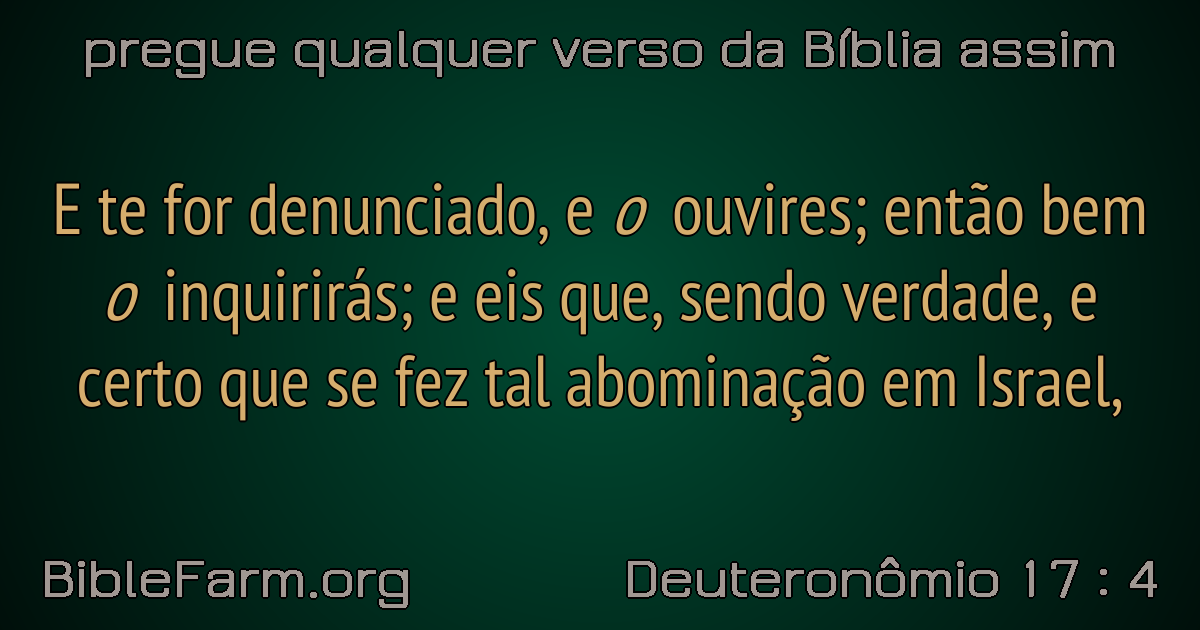 pregue qualquer verso da Bíblia assim
E te for denunciado, e o ouvires; então bem
o inquirirás; e eis que, sendo verdade, e
certo que se fez tal abominação em Israel,
BibleFarm.org
Deuteronômio 17 : 4